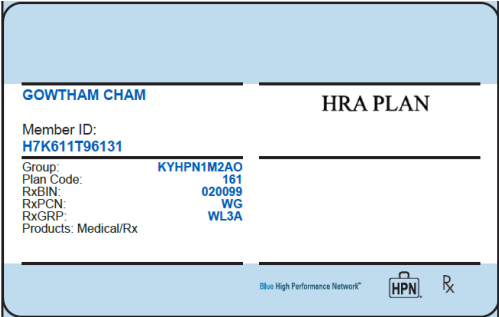 GOWTHAM CHAM
HRA PLAN
Member ID:
H7K611T96131
Group: KYHPN1M2AO
Plan Code: 161
RxBIN: 020099
RxPCN: WG
RxGRP: WL3A
Products: Medical/Rx
Blue High Performance Network℠
HPN
Rx